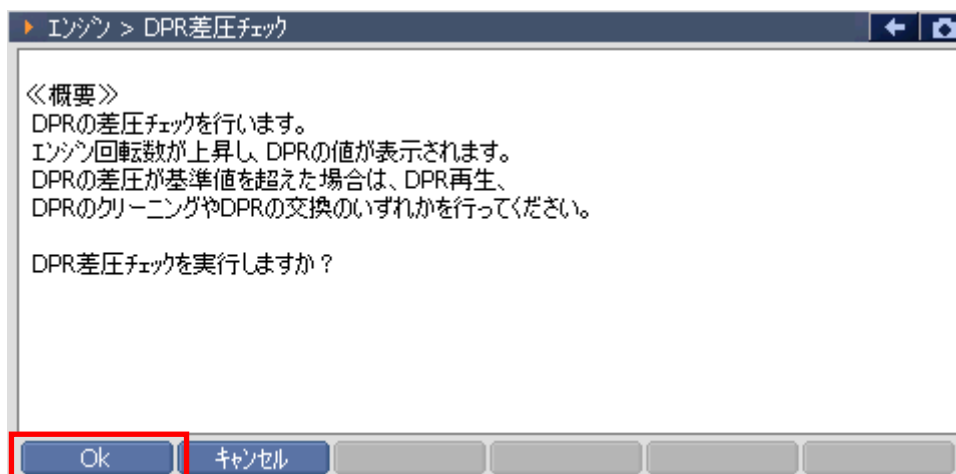 ｴﾝｼﾞﾝ > DPR差圧ﾁｪｯｸ
≪概要≫
DPRの差圧ﾁｪｯｸを行います。
ｴﾝｼﾞﾝ回転数が上昇し、DPRの値が表示されます。
DPRの差圧が基準値を超えた場合は、DPR再生、
DPRのクリーニングやDPRの交換のいずれかを行ってください。
DPR差圧ﾁｪｯｸを実行しますか？
Ok
ｷｬﾝｾﾙ